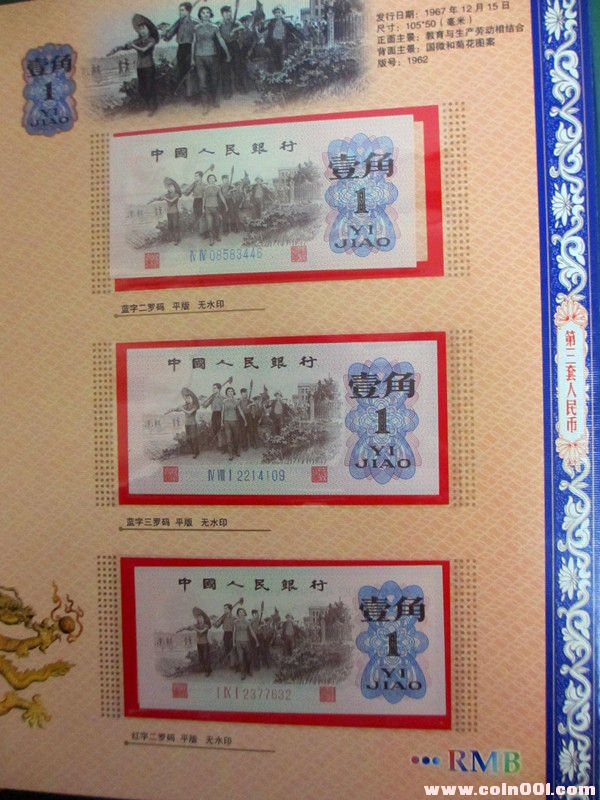 发行日期：1967年12月15日
尺寸：105*50（毫米）
正面主景：教育与生产劳动相结合
背面主景：国徽和菊花图案
版号：1962
壹角
1
YI
JIAO
中國人民銀行
壹角
1
YI
JIAO
ⅣⅣ 08563446
蓝字二罗码 平版 无水印
中國人民銀行
壹角
1
YI
JIAO
ⅣⅧⅠ 2214109
蓝字三罗码 平版 无水印
中國人民銀行
壹角
1
YI
JIAO
ⅠⅨⅠ 2377632
红字二罗码 平版 无水印
第三套人民币
RMB
www.coin001.com